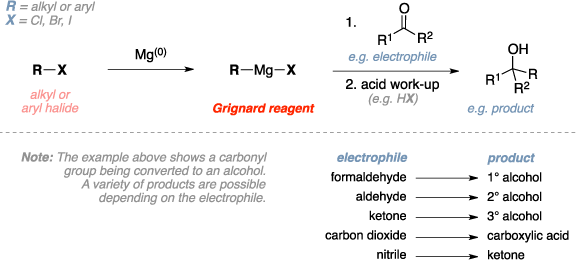 R = alkyl or aryl
X = Cl, Br, I
R–X
alkyl or
aryl halide
Mg(0)
R–Mg–X
Grignard reagent
1.
O
R1 R2
e.g. electrophile
2. acid work-up
(e.g. HX)
OH
R1 R
R2
e.g. product
Note: The example above shows a carbonyl
group being converted to an alcohol.
A variety of products are possible
depending on the electrophile.
electrophile product
formaldehyde 1° alcohol
aldehyde 2° alcohol
ketone 3° alcohol
carbon dioxide carboxylic acid
nitrile ketone